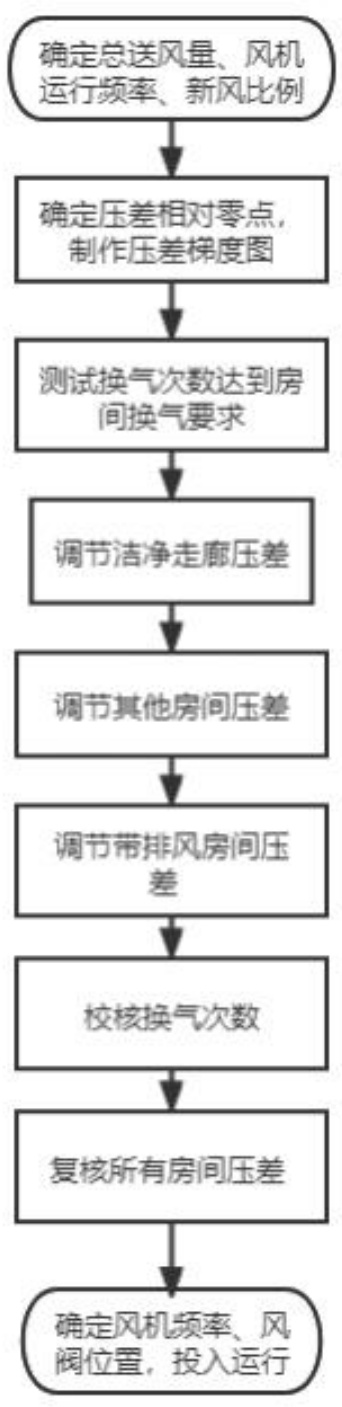 确定总送风量、风机
运行频率、新风比例
确定压差相对零点，
制作压差梯度图
测试换气次数达到房
间换气要求
调节洁净走廊压差
调节其他房间压差
调节带排风房间压
差
校核换气次数
复核所有房间压差
确定风机频率、风
阀位置，投入运行